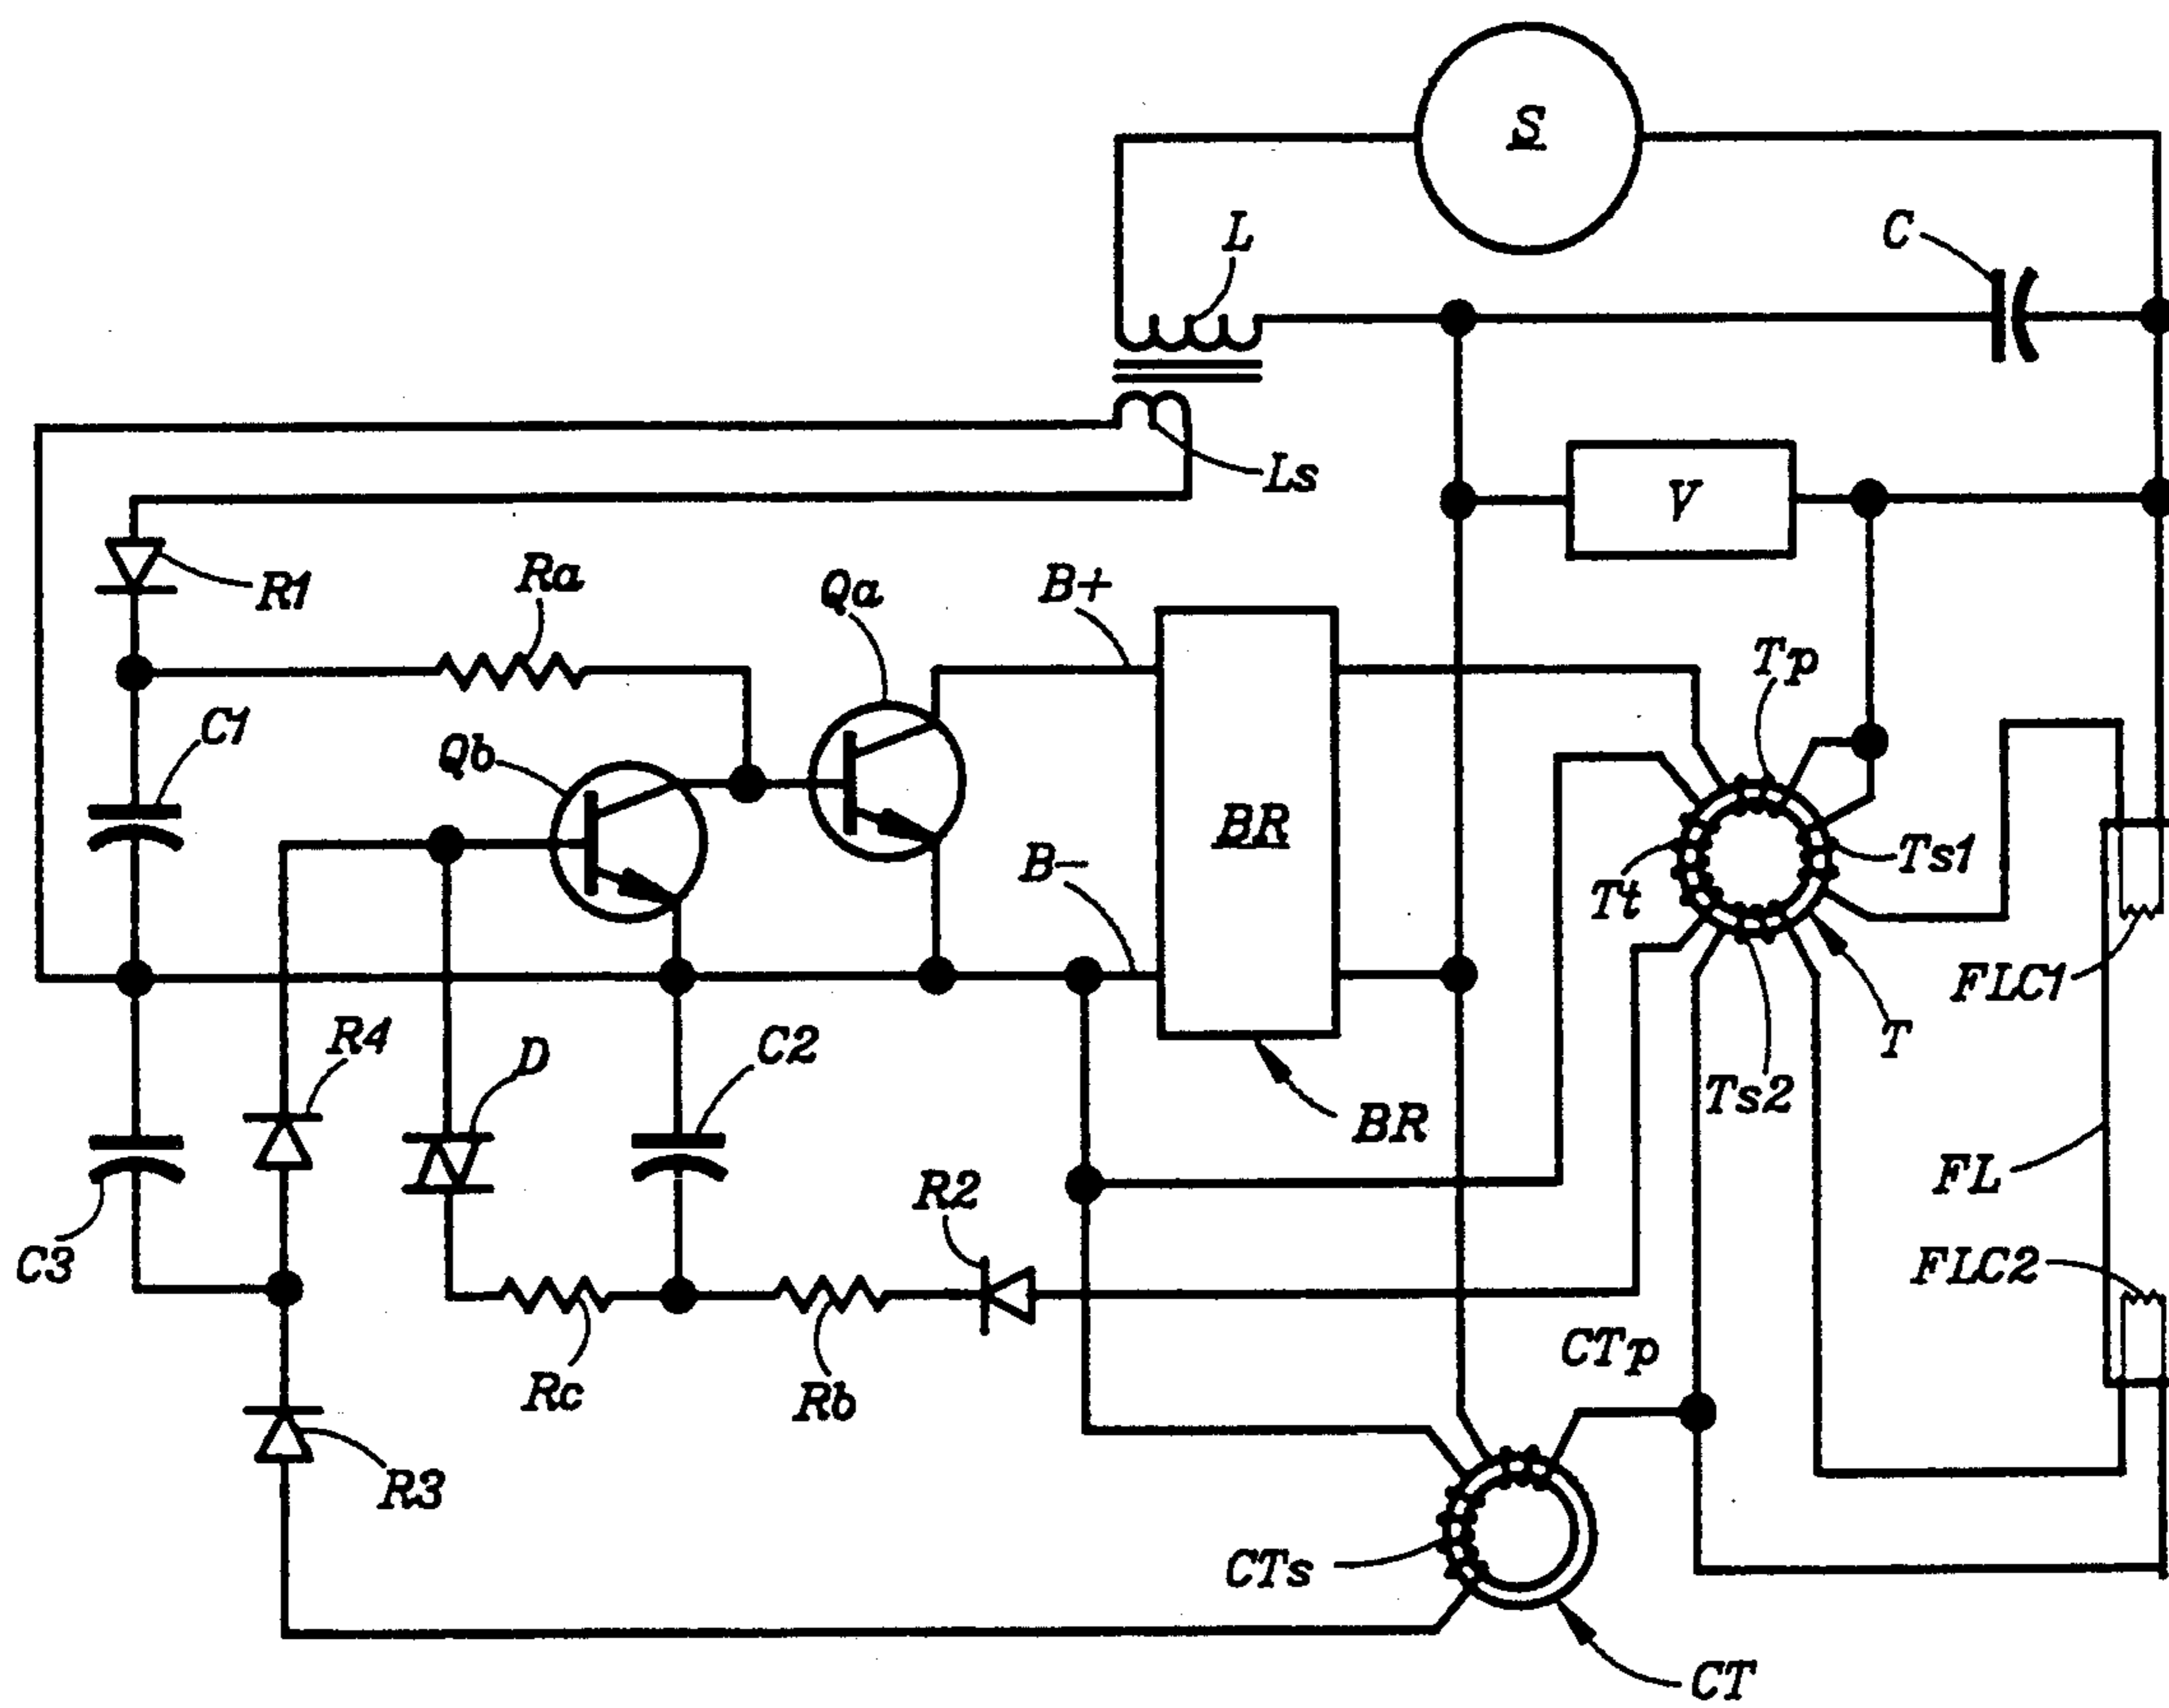 S
L
C
Ls
V
R1
Ra
Qa
B+
Tp
C1
Qb
BR
B-
Tt
Ts1
FLC1
R4
D
C2
T
Ts2
BR
C3
R2
FL
FLC2
Rc
Rb
CTp
R3
CTs
CT